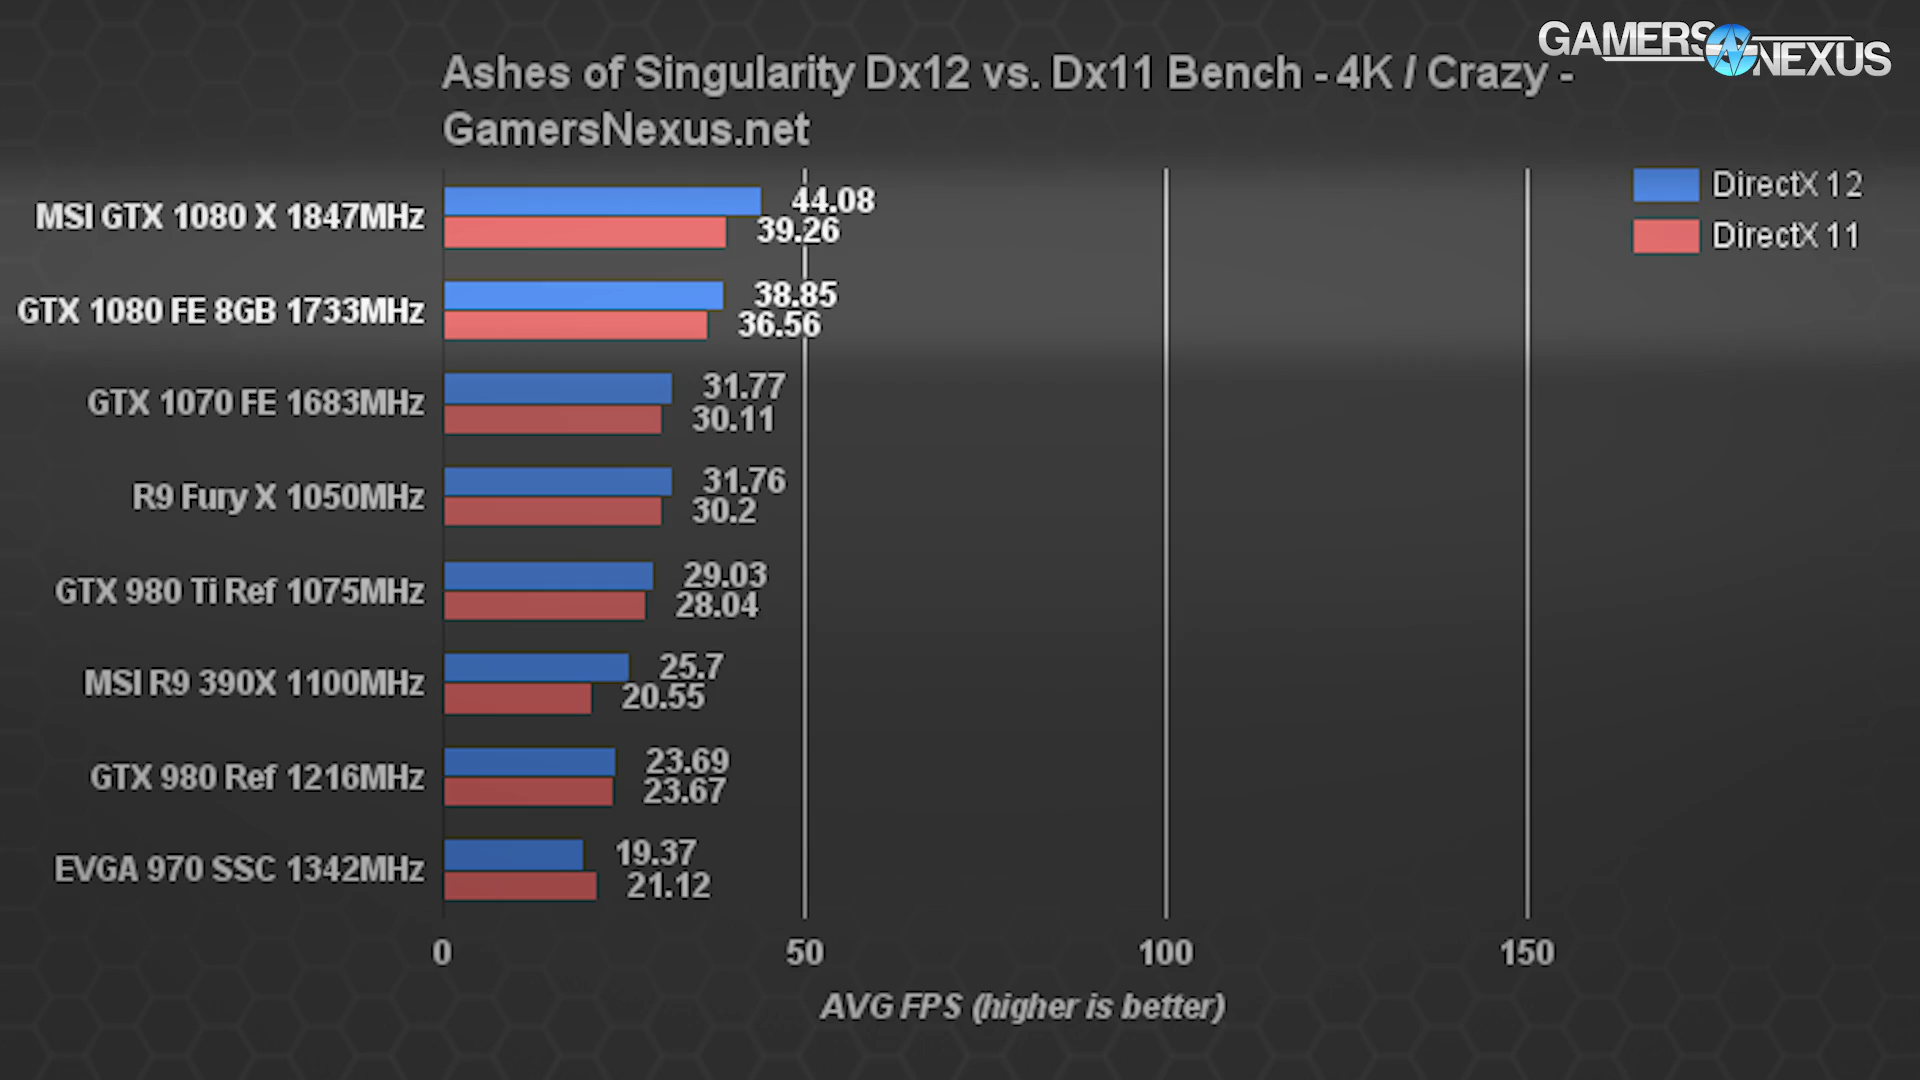 GAMERS NEXUS
Ashes of Singularity Dx12 vs. Dx11 Bench - 4K / Crazy -
GamersNexus.net
DirectX 12
DirectX 11
MSI GTX 1080 X 1847MHz
44.08
39.26
GTX 1080 FE 8GB 1733MHz
38.85
36.56
GTX 1070 FE 1683MHz
31.77
30.11
R9 Fury X 1050MHz
31.76
30.2
GTX 980 Ti Ref 1075MHz
29.03
28.04
MSI R9 390X 1100MHz
25.7
20.55
GTX 980 Ref 1216MHz
23.69
23.67
EVGA 970 SSC 1342MHz
19.37
21.12
0 50 100 150
AVG FPS (higher is better)